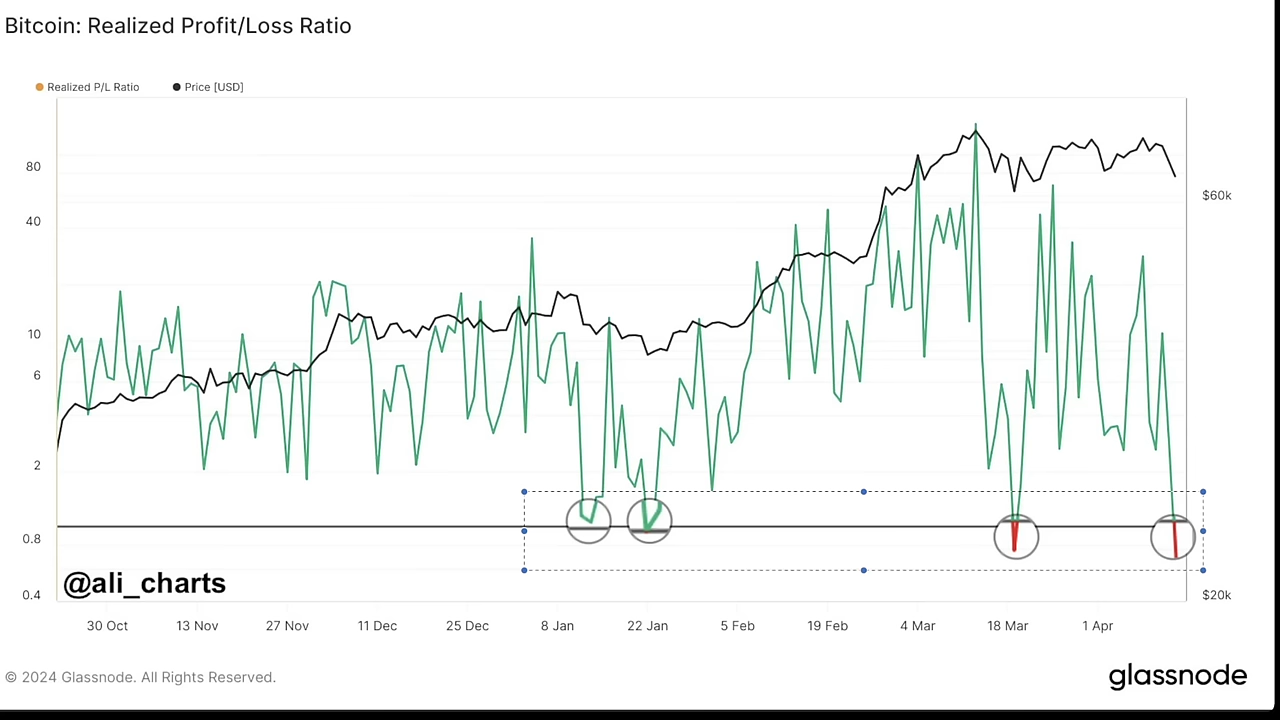 Bitcoin: Realized Profit/Loss Ratio
Realized P/L Ratio Price [USD]
80
$60k
40
10
6
2
0.8
@ali_charts
0.4 $20k
30 Oct 13 Nov 27 Nov 11 Dec 25 Dec 8 Jan 22 Jan 5 Feb 19 Feb 4 Mar 18 Mar 1 Apr
© 2024 Glassnode. All Rights Reserved. glassnode